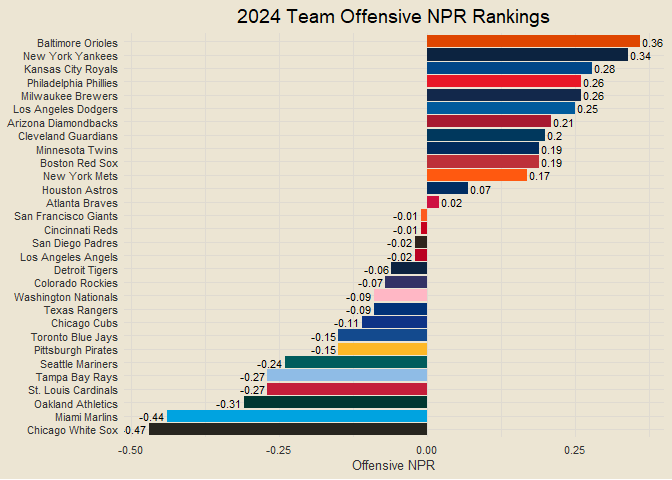 2024 Team Offensive NPR Rankings
Baltimore Orioles 0.36
New York Yankees 0.34
Kansas City Royals 0.28
Philadelphia Phillies 0.26
Milwaukee Brewers 0.26
Los Angeles Dodgers 0.25
Arizona Diamondbacks 0.21
Cleveland Guardians 0.2
Minnesota Twins 0.19
Boston Red Sox 0.19
New York Mets 0.17
Houston Astros 0.07
Atlanta Braves 0.02
San Francisco Giants -0.01
Cincinnati Reds -0.01
San Diego Padres -0.02
Los Angeles Angels -0.02
Detroit Tigers -0.06
Colorado Rockies -0.07
Washington Nationals -0.09
Texas Rangers -0.09
Chicago Cubs -0.11
Toronto Blue Jays -0.15
Pittsburgh Pirates -0.15
Seattle Mariners -0.24
Tampa Bay Rays -0.27
St. Louis Cardinals -0.27
Oakland Athletics -0.31
Miami Marlins -0.44
Chicago White Sox -0.47
-0.50 -0.25 0.00 0.25
Offensive NPR